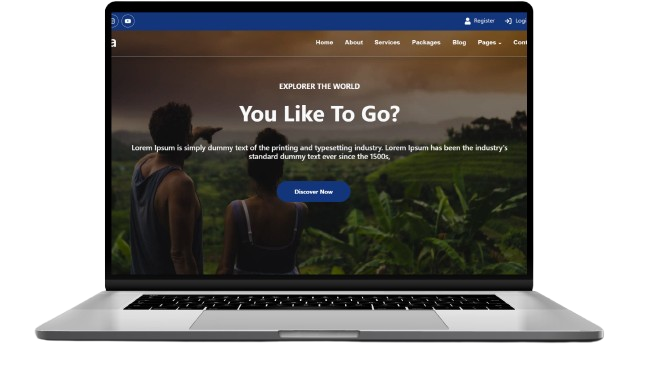 Register
Home About Services Packages Blog Pages
EXPLORER THE WORLD
You Like To Go?
Lorem Ipsum is simply dummy text of the printing and typesetting industry. Lorem Ipsum has been the industry's
standard dummy text ever since the 1500s,
Discover Now